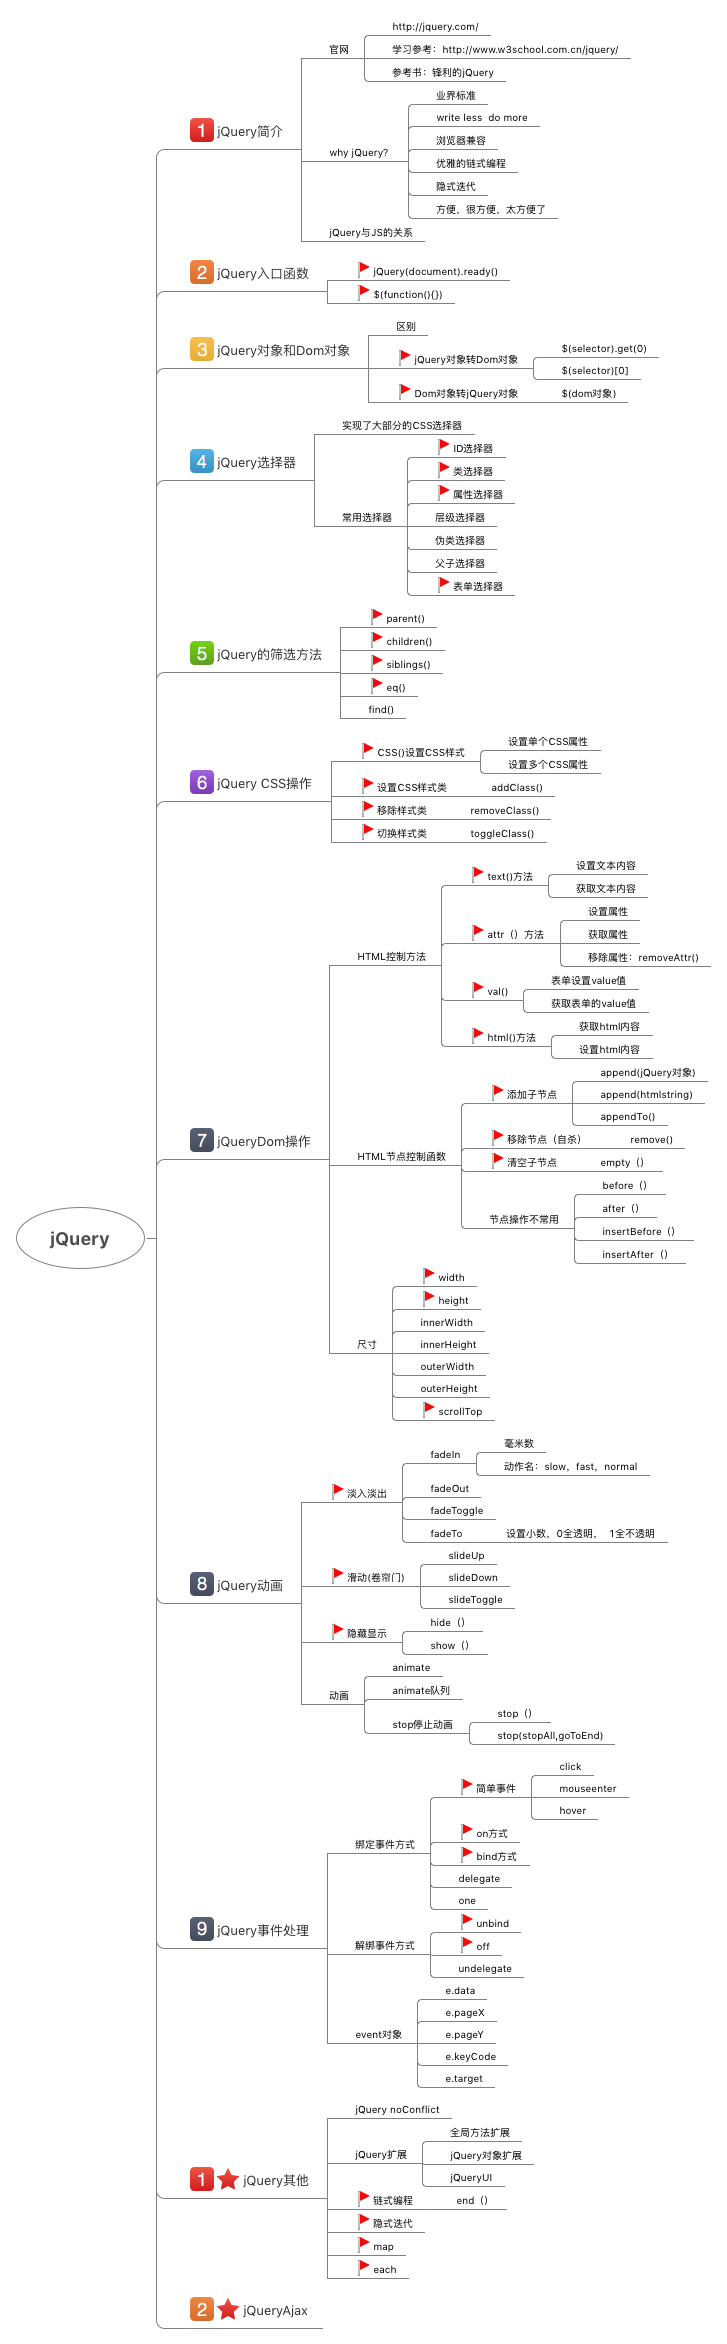 http://jquery.com/
官网
学习参考：http://www.w3school.com.cn/jquery/
参考书：锋利的jQuery
1 jQuery简介
业界标准
write less do more
浏览器兼容
why jQuery?
优雅的链式编程
隐式迭代
方便，很方便，太方便了
jQuery与JS的关系
2 jQuery入口函数
jQuery(document).ready()
$(function(){})
3 jQuery对象和Dom对象
区别
jQuery对象转Dom对象
$(selector).get(0)
$(selector)[0]
Dom对象转jQuery对象
$(dom对象)
4 jQuery选择器
实现了大部分的CSS选择器
常用选择器
ID选择器
类选择器
属性选择器
层级选择器
伪类选择器
父子选择器
表单选择器
5 jQuery的筛选方法
parent()
children()
siblings()
eq()
find()
6 jQuery CSS操作
CSS()设置CSS样式
设置单个CSS属性
设置多个CSS属性
设置CSS样式类
addClass()
移除样式类
removeClass()
切换样式类
toggleClass()
7 jQueryDom操作
HTML控制方法
text()方法
设置文本内容
获取文本内容
attr（）方法
设置属性
获取属性
移除属性：removeAttr()
val()
表单设置value值
获取表单的value值
html()方法
获取html内容
设置html内容
HTML节点控制函数
添加子节点
append(jQuery对象)
append(htmlstring)
appendTo()
移除节点（自杀）
remove()
清空子节点
empty（）
节点操作不常用
before（）
after（）
insertBefore（）
insertAfter（）
jQuery
尺寸
width
height
innerWidth
innerHeight
outerWidth
outerHeight
scrollTop
8 jQuery动画
淡入淡出
fadeIn
毫米数
动作名：slow，fast，normal
fadeOut
fadeToggle
fadeTo
设置小数，0全透明， 1全不透明
滑动(卷帘门)
slideUp
slideDown
slideToggle
隐藏显示
hide（）
show（）
动画
animate
animate队列
stop停止动画
stop（）
stop(stopAll,goToEnd)
9 jQuery事件处理
绑定事件方式
简单事件
click
mouseenter
hover
on方式
bind方式
delegate
one
解绑事件方式
unbind
off
undelegate
event对象
e.data
e.pageX
e.pageY
e.keyCode
e.target
1 jQuery其他
jQuery noConflict
jQuery扩展
全局方法扩展
jQuery对象扩展
jQueryUI
链式编程
end（）
隐式迭代
map
each
2 jQueryAjax